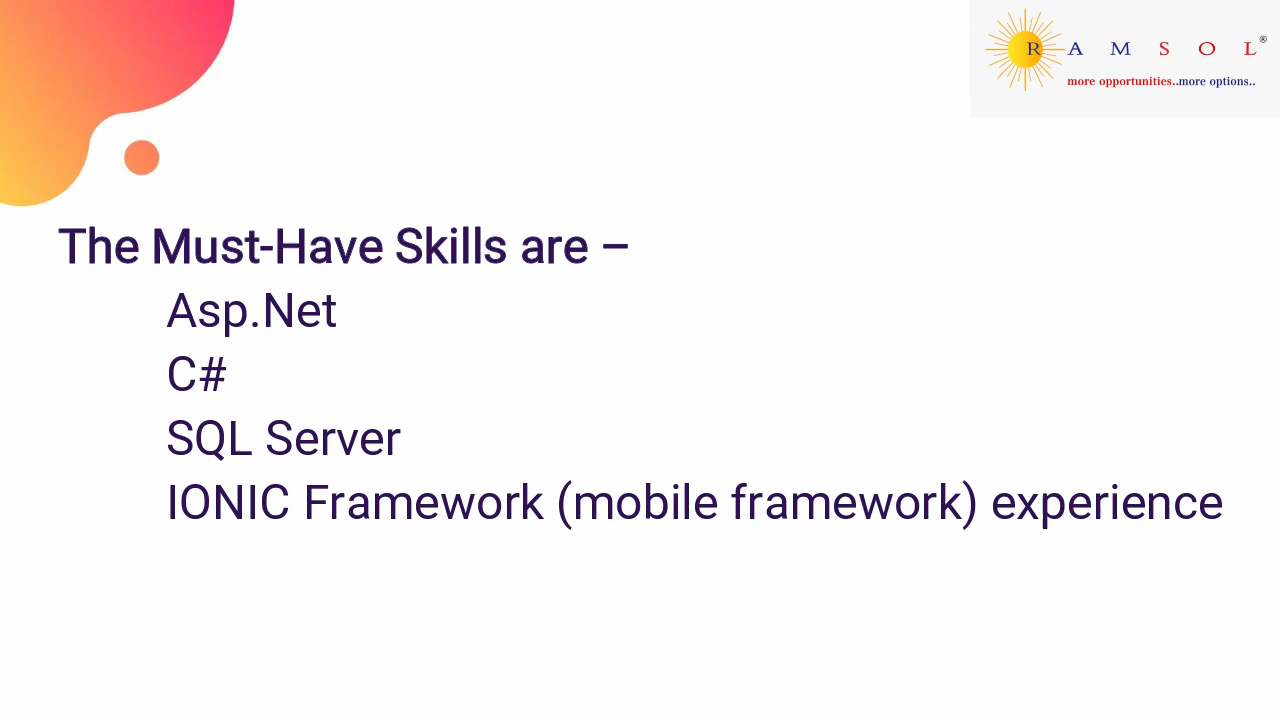 R A M S O L®
more opportunities..more options..
The Must-Have Skills are –
Asp.Net
C#
SQL Server
IONIC Framework (mobile framework) experience